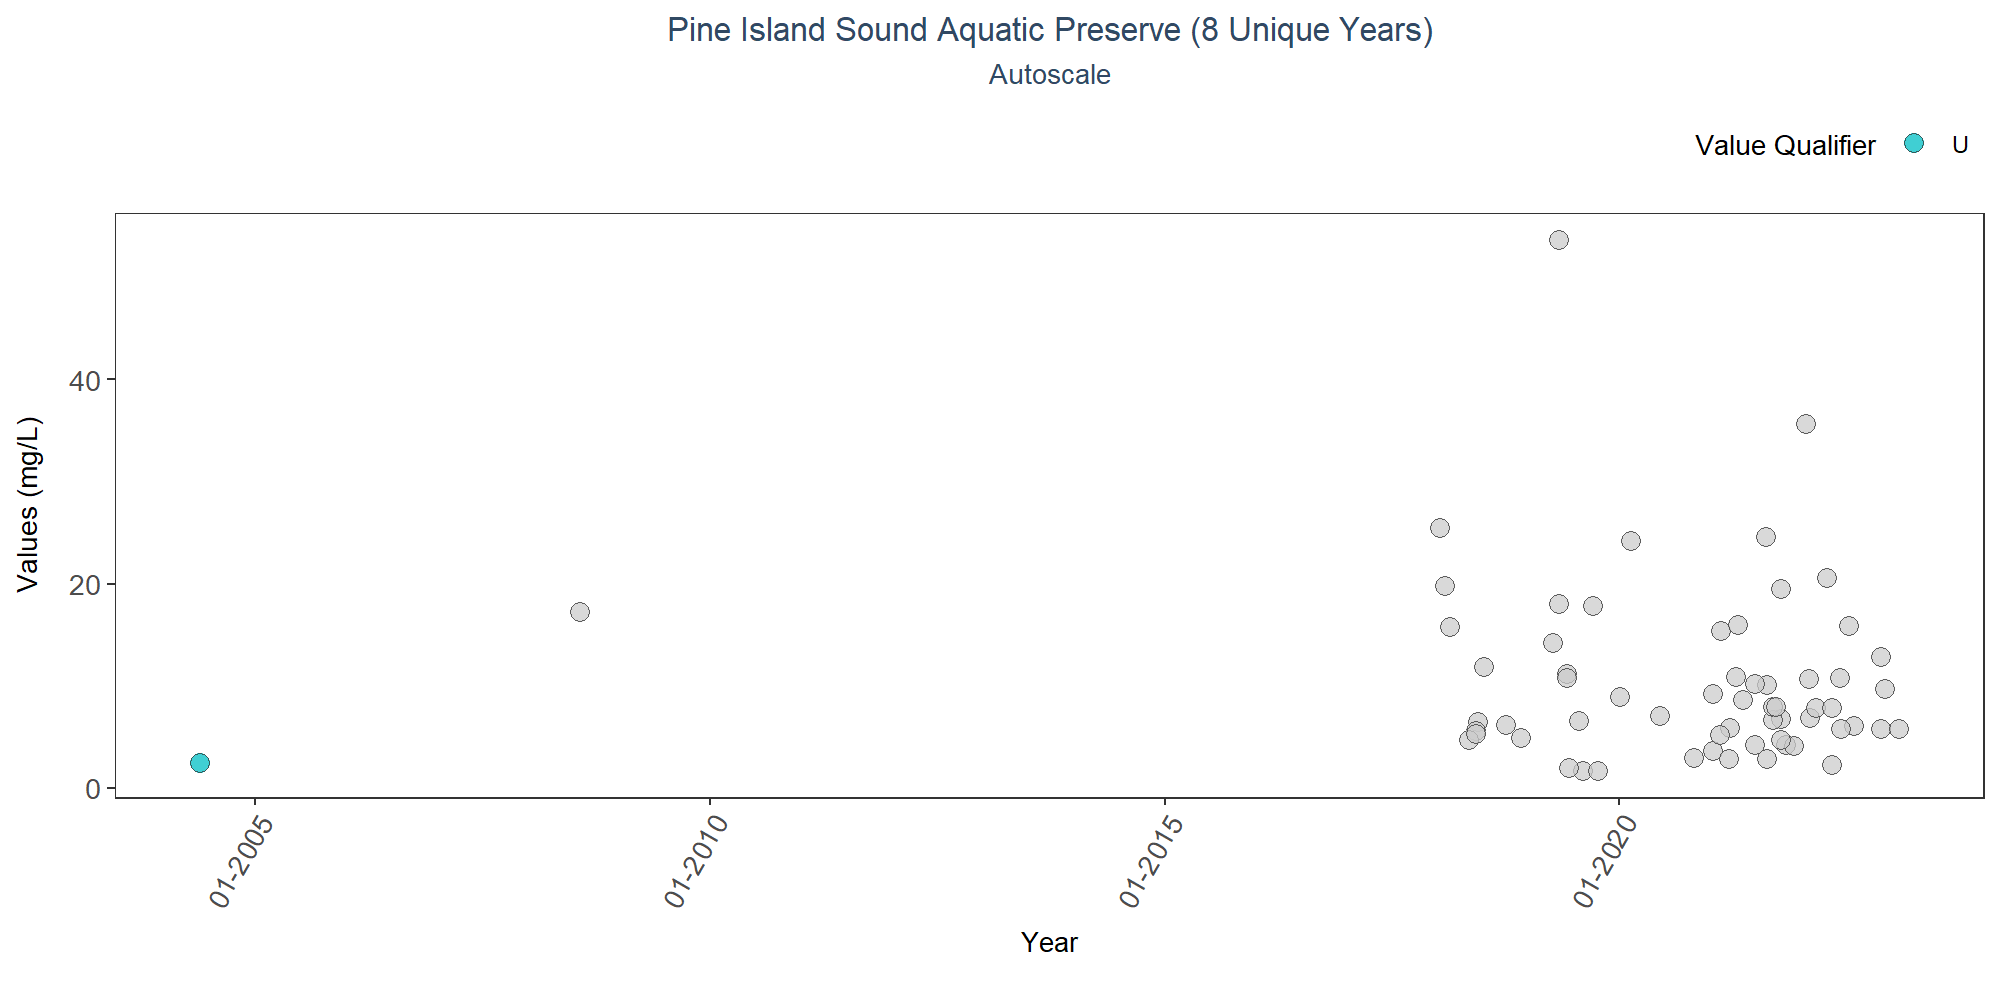 Pine Island Sound Aquatic Preserve (8 Unique Years)
Autoscale
Value Qualifier U
Values (mg/L)
40
20
0
01-2005 01-2010 01-2015 01-2020
Year